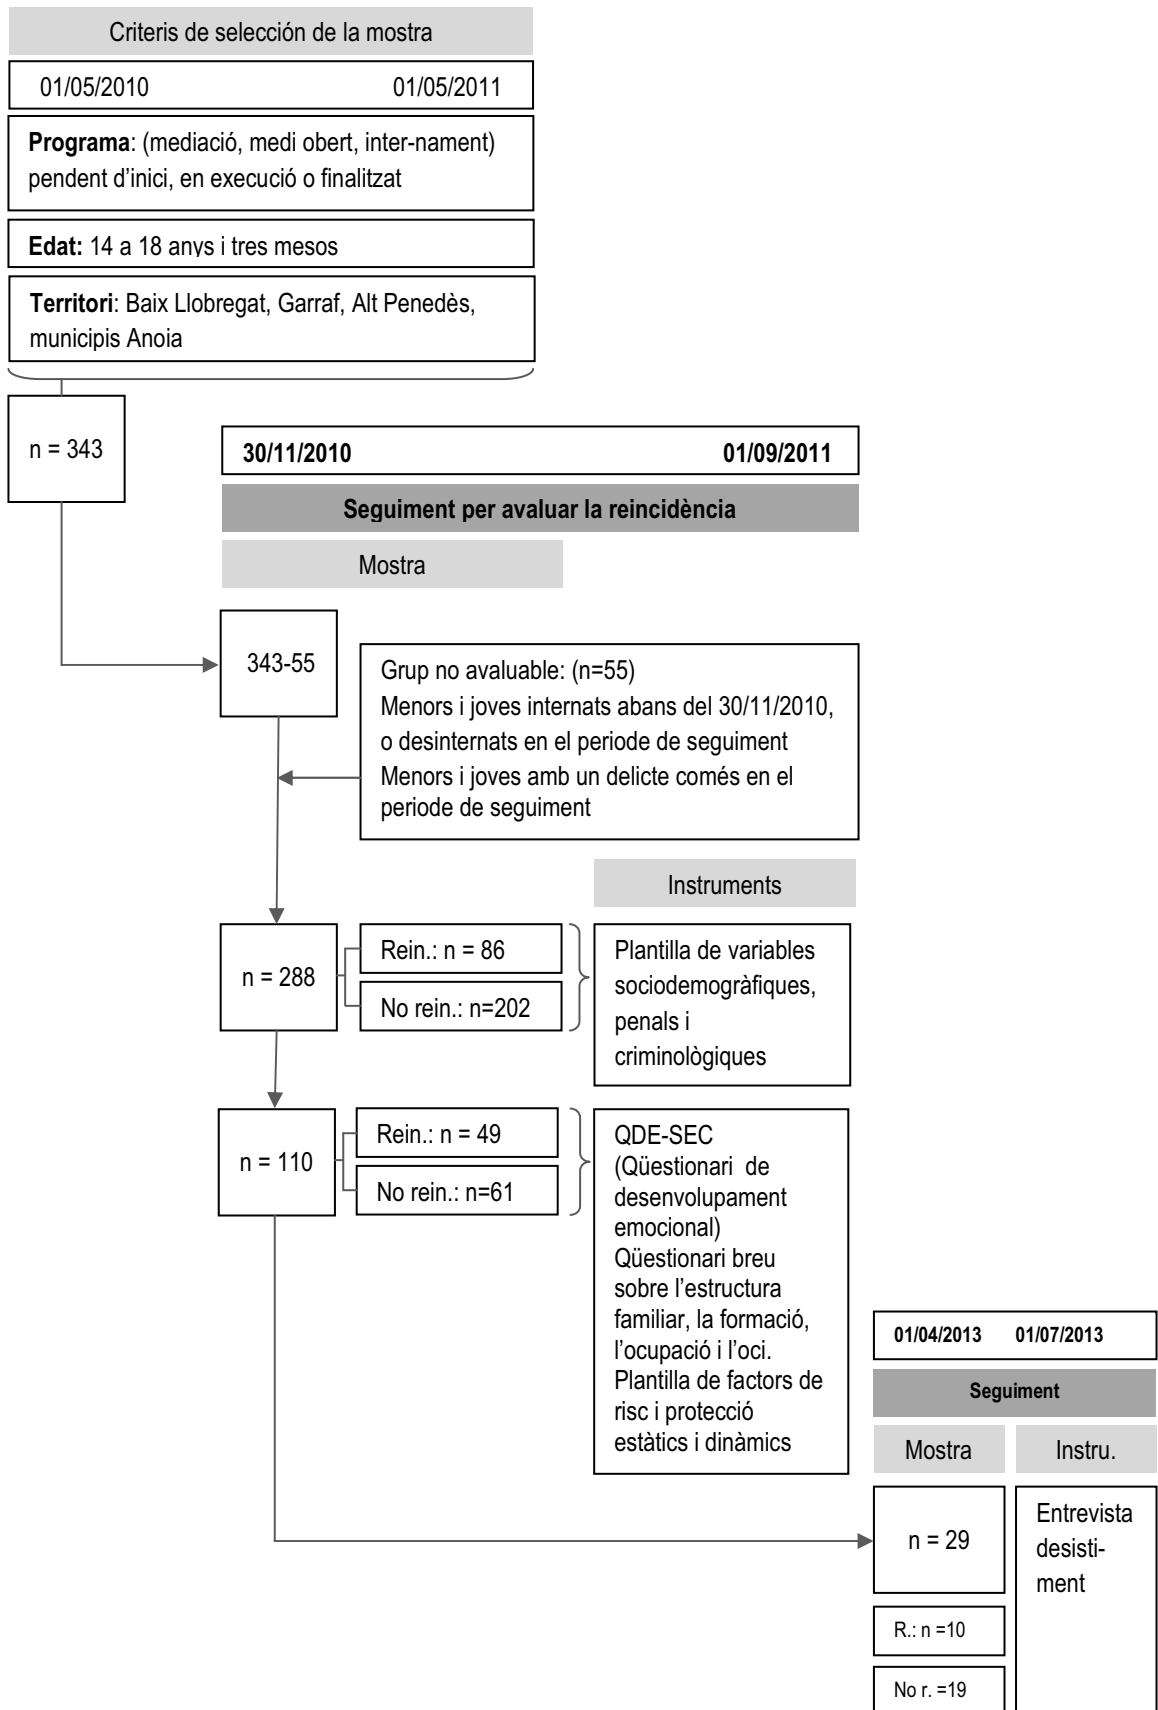 Criteris de selección de la mostra
01/05/2010 01/05/2011
Programa: (mediació, medi obert, inter-nament)
pendent d’inici, en execució o finalitzat
Edat: 14 a 18 anys i tres mesos
Territori: Baix Llobregat, Garraf, Alt Penedès,
municipis Anoia
n = 343
30/11/2010 01/09/2011
Seguiment per avaluar la reincidència
Mostra
343-55
Grup no avaluable: (n=55)
Menors i joves internats abans del 30/11/2010,
o desinternats en el periode de seguiment
Menors i joves amb un delicte comés en el
periode de seguiment
Instruments
n = 288
Rein.: n = 86
No rein.: n=202
Plantilla de variables
sociodemogràfiques,
penals i
criminològiques
n = 110
Rein.: n = 49
No rein.: n=61
QDE-SEC
(Qüestionari de
desenvolupament
emocional)
Qüestionari breu
sobre l’estructura
familiar, la formació,
l’ocupació i l’oci.
Plantilla de factors de
risc i protecció
estàtics i dinàmics
01/04/2013 01/07/2013
Seguiment
Mostra Instru.
n = 29
R.: n =10
No r. =19
Entrevista
desisti-
ment